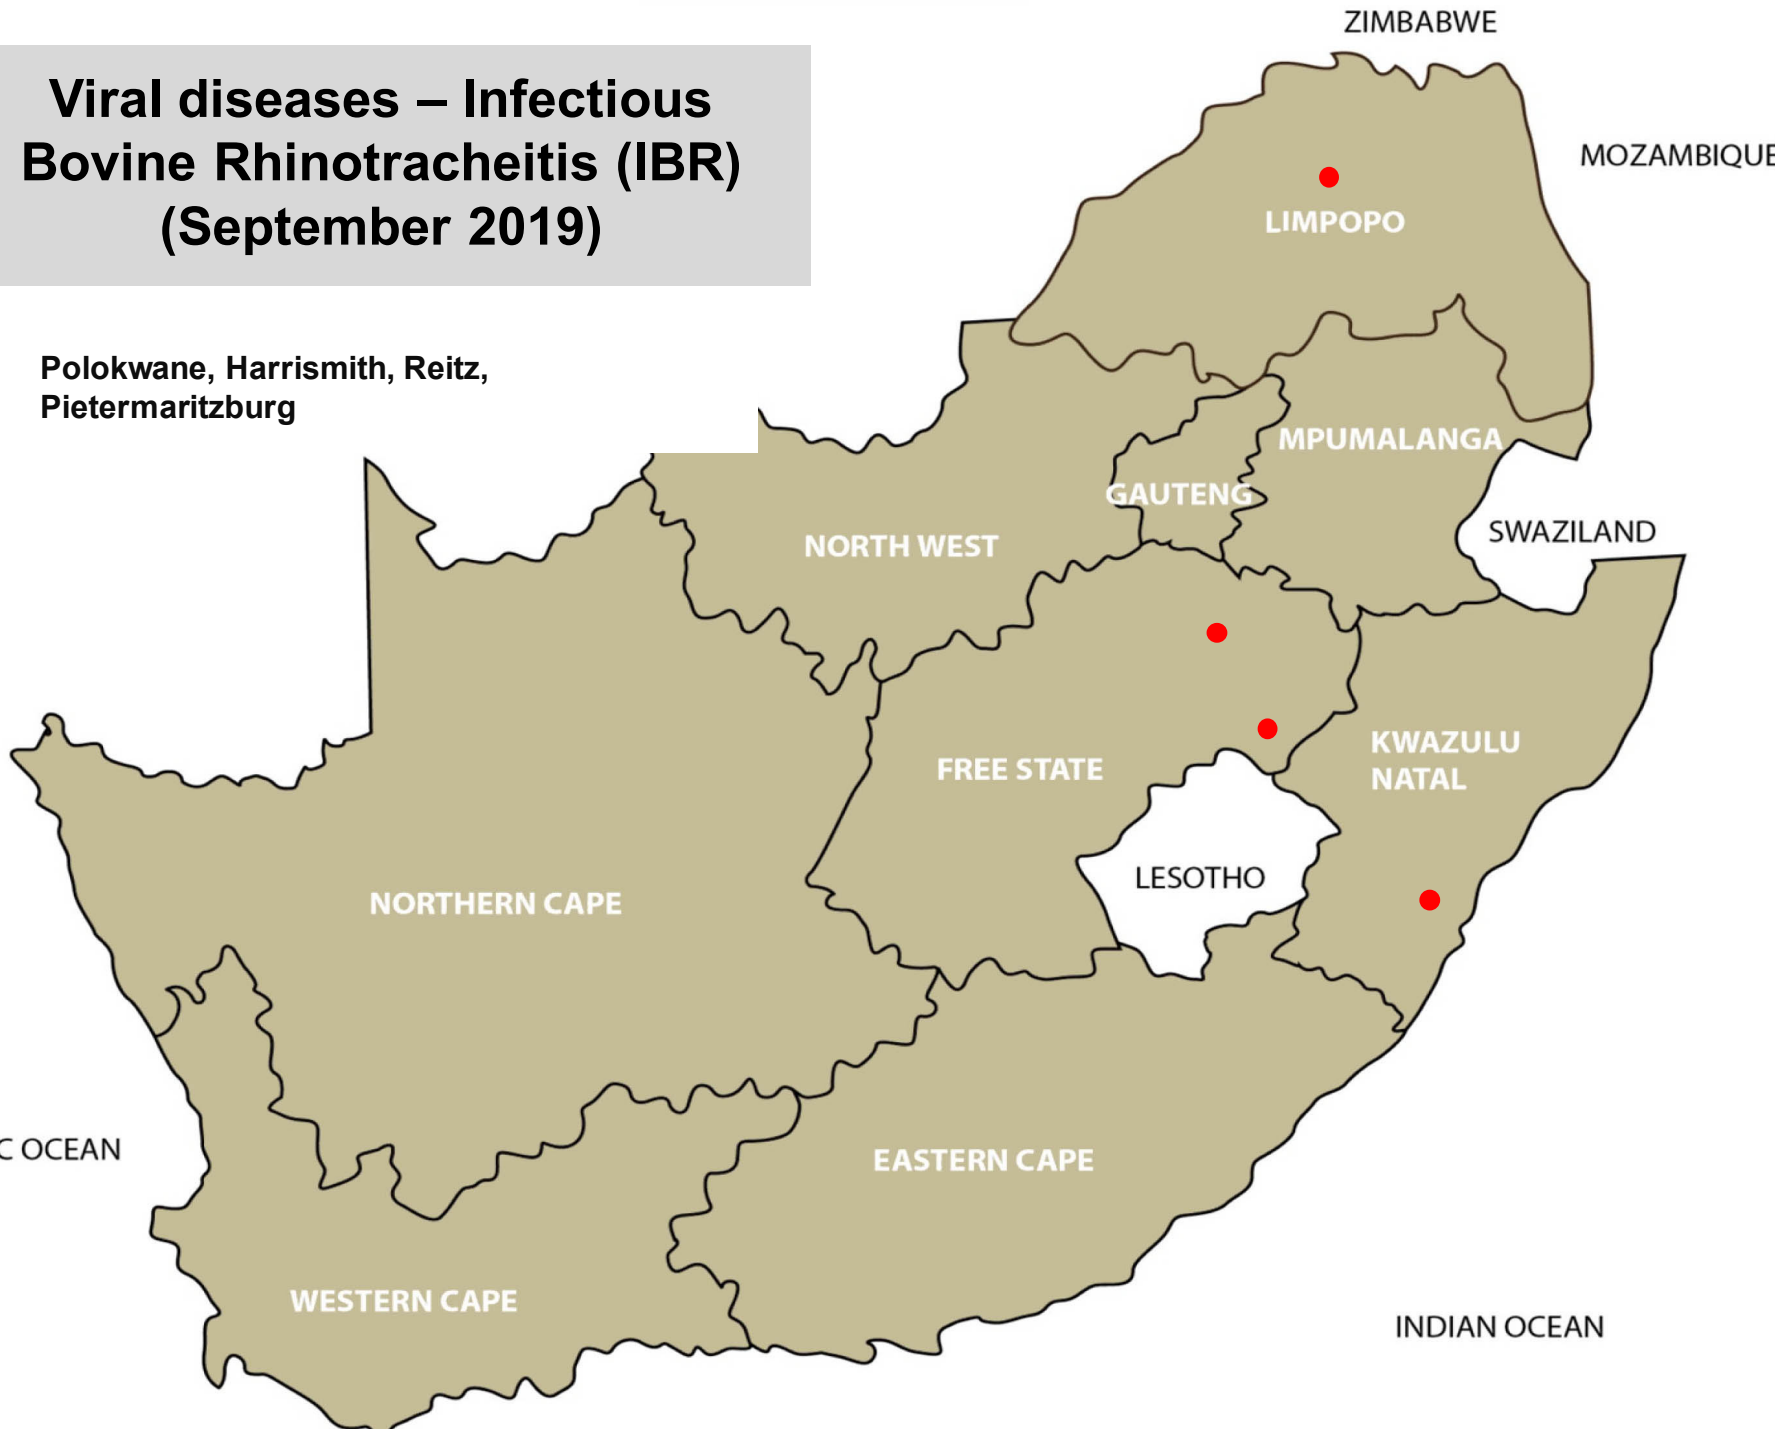 Viral diseases – Infectious
Bovine Rhinotracheitis (IBR)
(September 2019)
Polokwane, Harrismith, Reitz,
Pietermaritzburg
ZIMBABWE
MOZAMBIQUE
LIMPOPO
MPUMALANGA
GAUTENG
SWAZILAND
NORTH WEST
KWAZULU
NATAL
FREE STATE
LESOTHO
NORTHERN CAPE
C OCEAN
EASTERN CAPE
WESTERN CAPE
INDIAN OCEAN